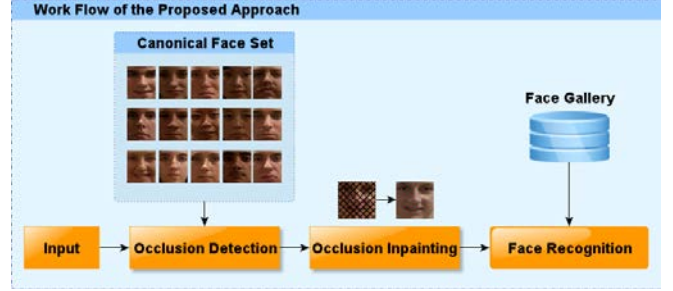 Work Flow of the Proposed Approach
Canonical Face Set
Face Gallery
Input
Occlusion Detection
Occlusion Inpainting
Face Recognition